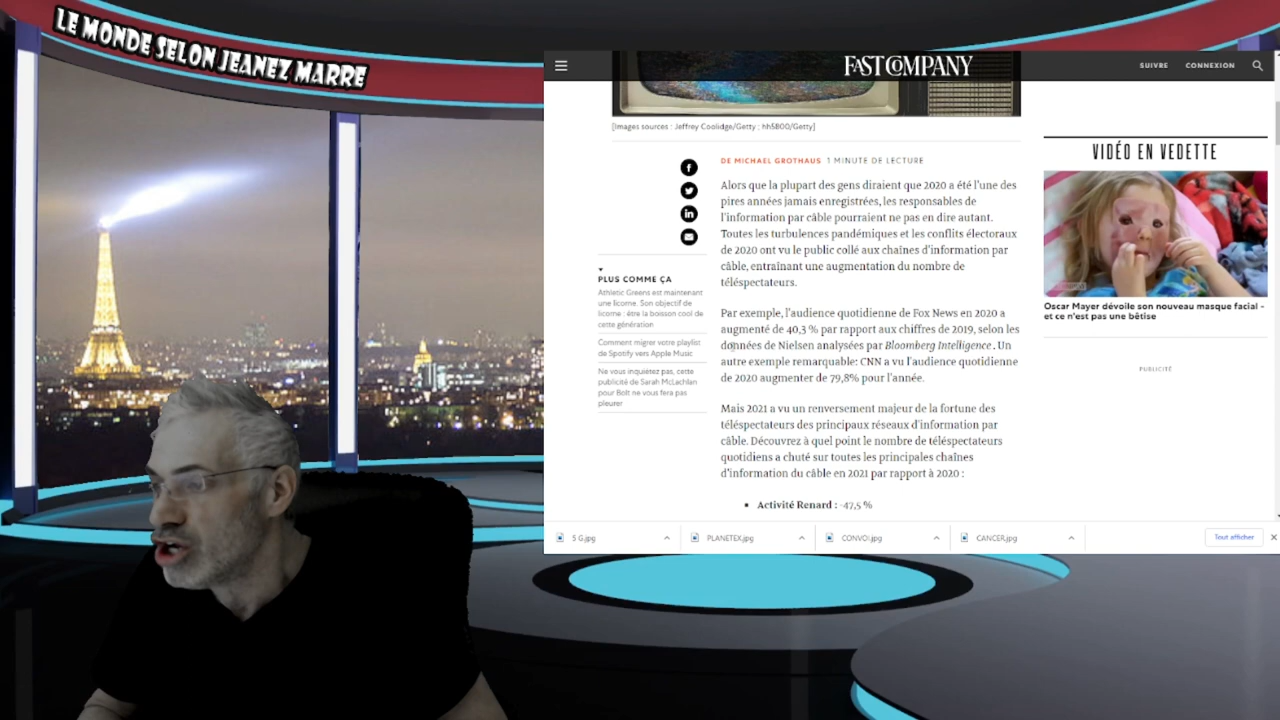 LE MONDE SELON JEANEZ MARRE
FAST COMPANY
SUIVRE
CONNEXION
[Images sources : Jeffrey Coolidge/Getty ; hh5800/Getty]
DE MICHAEL GROTHAUS 1 MINUTE DE LECTURE
Alors que la plupart des gens diraient que 2020 a été l'une des
pires années jamais enregistrées, les responsables de
l'information par câble pourraient ne pas en dire autant.
Toutes les turbulences pandémiques et les conflits électoraux
de 2020 ont vu le public collé aux chaînes d'information par
câble, entraînant une augmentation du nombre de
téléspectateurs.
Par exemple, l'audience quotidienne de Fox News en 2020 a
augmenté de 40,3 % par rapport aux chiffres de 2019, selon les
données de Nielsen analysées par Bloomberg Intelligence . Un
autre exemple remarquable: CNN a vu l'audience quotidienne
de 2020 augmenter de 79,8% pour l'année.
Mais 2021 a vu un renversement majeur de la fortune des
téléspectateurs des principaux réseaux d'information par
câble. Découvrez à quel point le nombre de téléspectateurs
quotidiens a chuté sur toutes les principales chaînes
d'information du câble en 2021 par rapport à 2020 :
Activité Renard : -47,5 %
PLUS COMME ÇA
Athletic Greens est maintenant
une licorne. Son objectif de
licorne : être la boisson cool de
cette génération
Comment migrer votre playlist
de Spotify vers Apple Music
Ne vous inquiétez pas, cette
publicité de Sarah McLachlan
pour Bolt ne vous fera pas
pleurer
VIDÉO EN VEDETTE
Oscar Mayer dévoile son nouveau masque facial -
et ce n'est pas une bêtise
PUBLICITÉ
5 G.jpg
PLANETEX.jpg
CONVOI.jpg
CANCER.jpg
Tout afficher